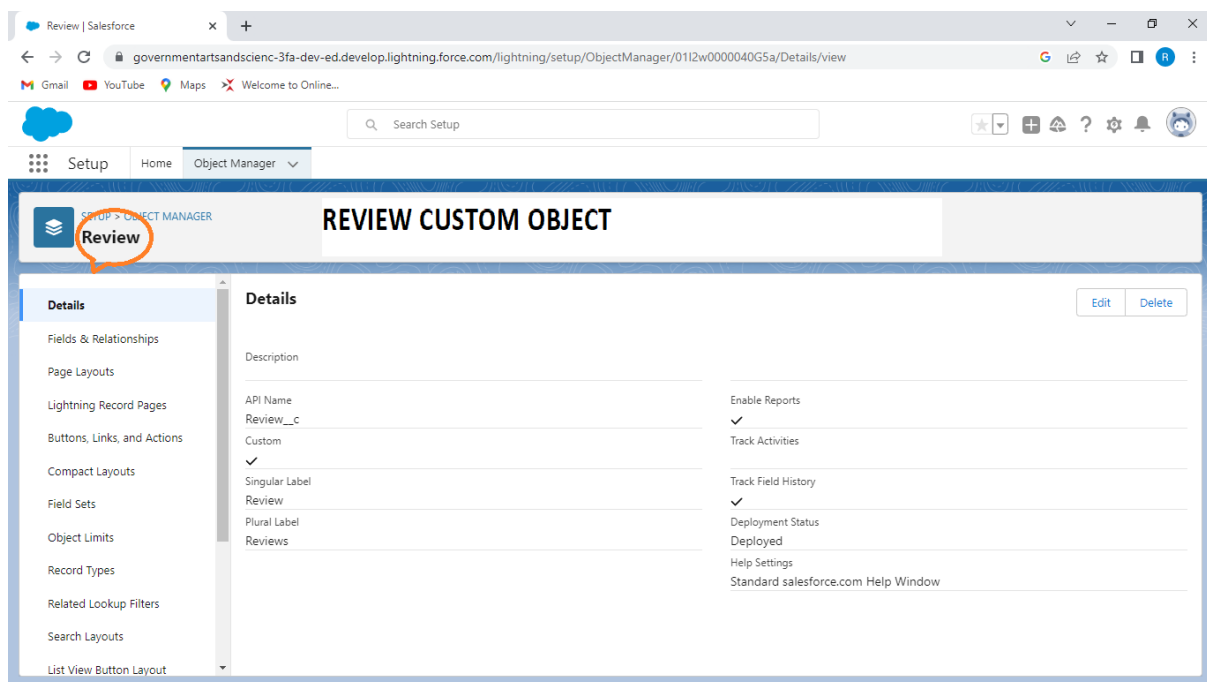 Review | Salesforce
governmentartsandscienc-3fa-dev-ed.develop.lightning.force.com/lightning/setup/ObjectManager/01I2w0000040G5a/Details/view
G
R
Gmail YouTube Maps Welcome to Online...
Search Setup
Setup Home Object Manager
SETUP > OBJECT MANAGER
Review
REVIEW CUSTOM OBJECT
Details
Fields & Relationships
Page Layouts
Lightning Record Pages
Buttons, Links, and Actions
Compact Layouts
Field Sets
Object Limits
Record Types
Related Lookup Filters
Search Layouts
List View Button Layout
Details
Edit Delete
Description
API Name
Review__c
Custom
Singular Label
Review
Plural Label
Reviews
Enable Reports
Track Activities
Track Field History
Deployment Status
Deployed
Help Settings
Standard salesforce.com Help Window